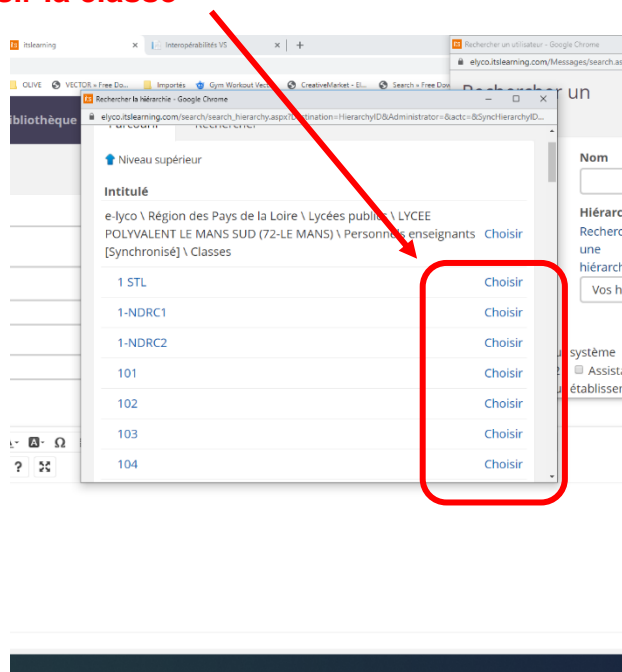 la classe
itslearning × Interopérabilités VS × +
Rechercher un utilisateur - Google Chrome
elyco.itslearning.com/Messages/search.as
OLIVE VECTOR » Free Do... Importés Gym Workout Vect CreativeMarket - El... Search » Free Dow
Rechercher la hiérarchie - Google Chrome
elyco.itslearning.com/search/search_hierarchy.aspx?Destination=HierarchyID&Administrator=&actc=&SyncHierarchyID...
un
Niveau supérieur
Intitulé
e-lyco \ Région des Pays de la Loire \ Lycées publics \ LYCEE
POLYVALENT LE MANS SUD (72-LE MANS) \ Personnels enseignants Choisir
[Synchronisé] \ Classes
1 STL Choisir
1-NDRC1 Choisir
1-NDRC2 Choisir
101 Choisir
102 Choisir
103 Choisir
104 Choisir
Nom
Hiérarc
Recherc
une
hiérarch
Vos h
système
Assista
établisser
A Ω
?